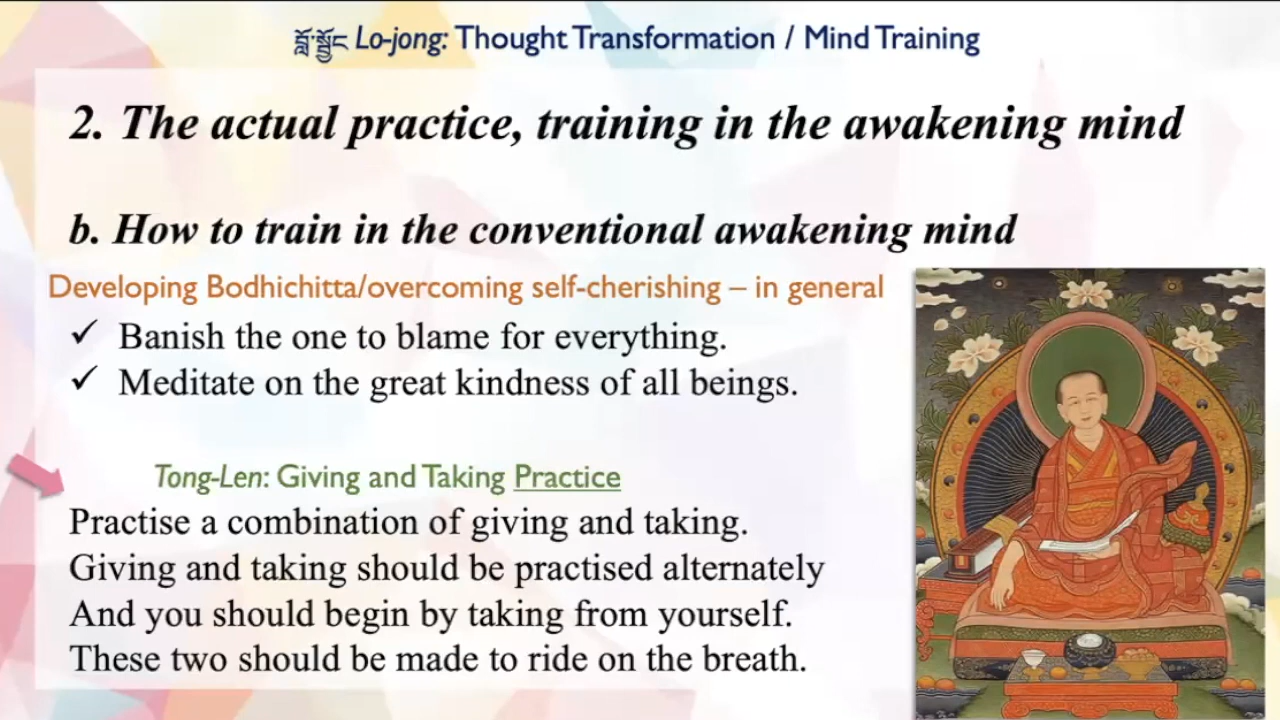 བློ་སྦྱོང Lo-jong: Thought Transformation / Mind Training
2. The actual practice, training in the awakening mind
b. How to train in the conventional awakening mind
Developing Bodhichitta/overcoming self-cherishing – in general
✓ Banish the one to blame for everything.
✓ Meditate on the great kindness of all beings.
Tong-Len: Giving and Taking Practice
Practise a combination of giving and taking.
Giving and taking should be practised alternately
And you should begin by taking from yourself.
These two should be made to ride on the breath.